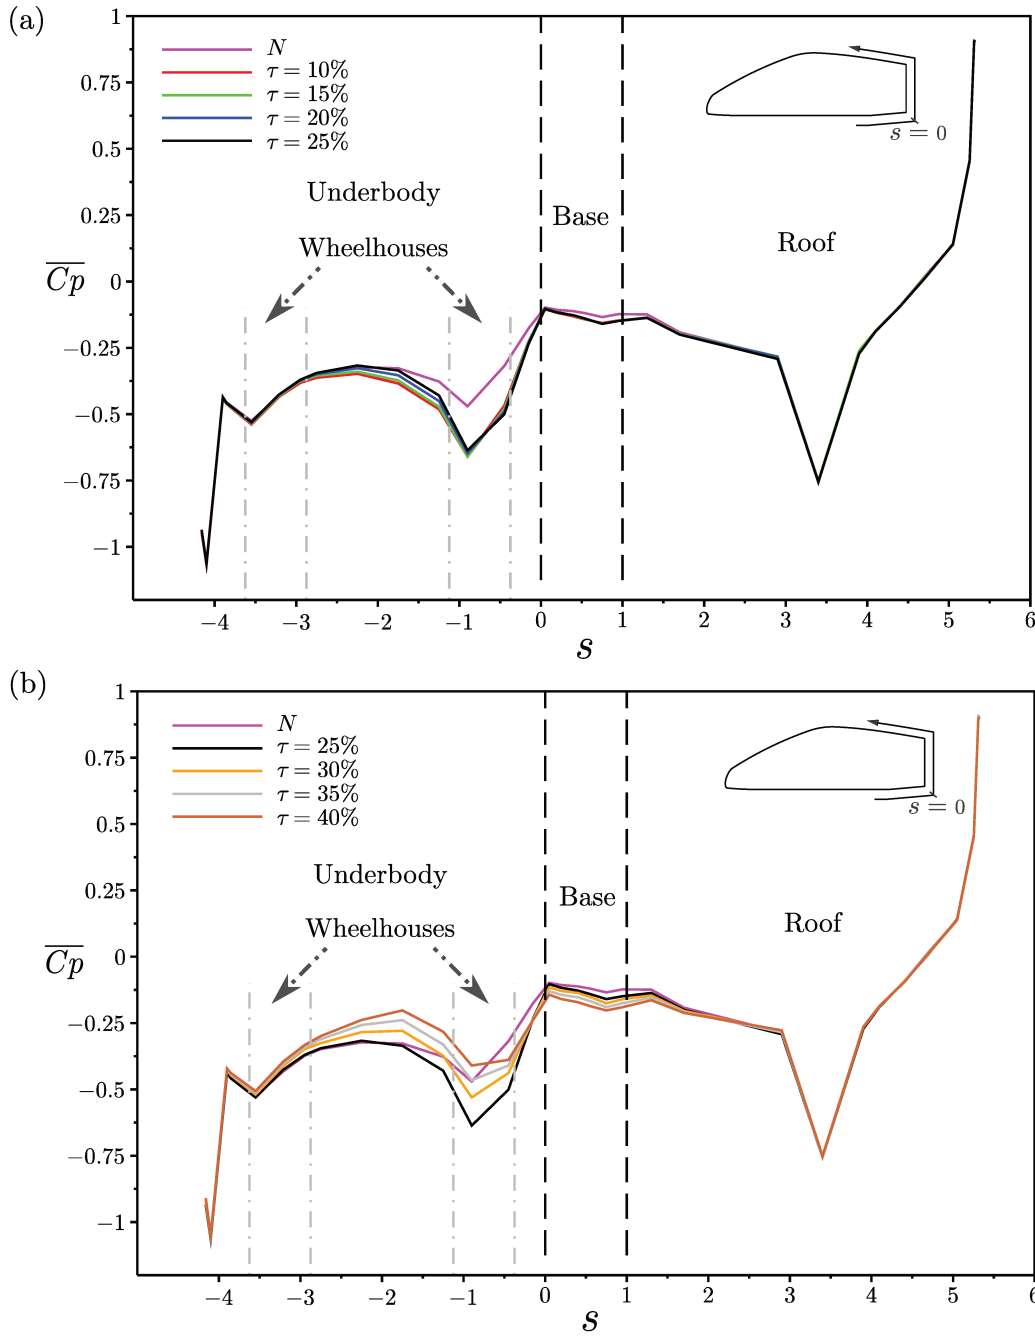 (a)
1
0.75
0.5
0.25
0
−0.25
−0.5
−0.75
−1
N
τ = 10%
τ = 15%
τ = 20%
τ = 25%
Underbody
Wheelhouses
Base
Roof
s = 0
Cp
−4 −3 −2 −1 0 1 2 3 4 5 6
s
(b)
1
0.75
0.5
0.25
0
−0.25
−0.5
−0.75
−1
N
τ = 25%
τ = 30%
τ = 35%
τ = 40%
Underbody
Wheelhouses
Base
Roof
s = 0
Cp
−4 −3 −2 −1 0 1 2 3 4 5 6
s